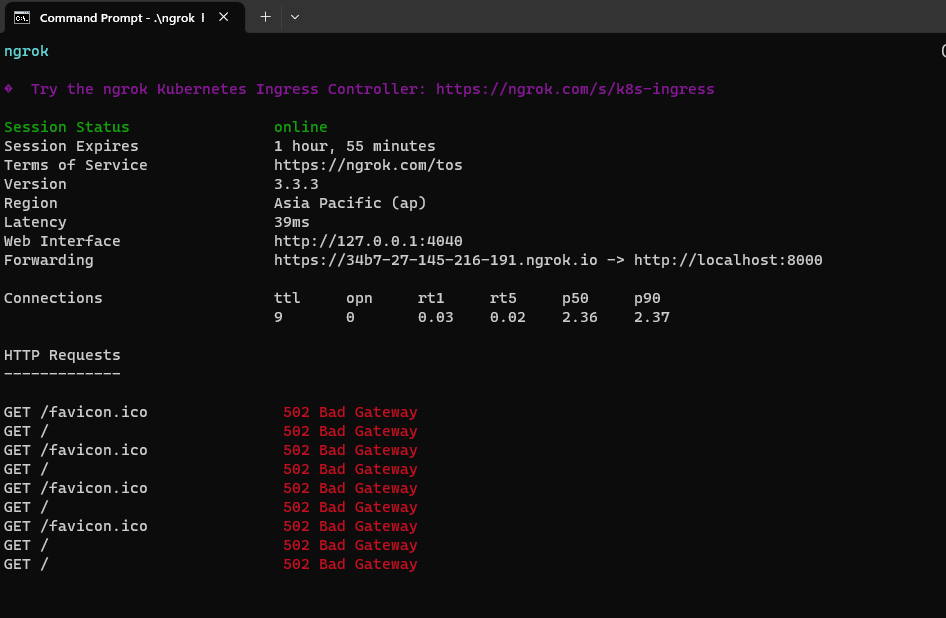 Command Prompt - .\ngrok
ngrok
� Try the ngrok Kubernetes Ingress Controller: https://ngrok.com/s/k8s-ingress
Session Status online
Session Expires 1 hour, 55 minutes
Terms of Service https://ngrok.com/tos
Version 3.3.3
Region Asia Pacific (ap)
Latency 39ms
Web Interface http://127.0.0.1:4040
Forwarding https://34b7-27-145-216-191.ngrok.io -> http://localhost:8000
Connections ttl opn rt1 rt5 p50 p90
9 0 0.03 0.02 2.36 2.37
HTTP Requests
-------------
GET /favicon.ico 502 Bad Gateway
GET / 502 Bad Gateway
GET /favicon.ico 502 Bad Gateway
GET / 502 Bad Gateway
GET /favicon.ico 502 Bad Gateway
GET / 502 Bad Gateway
GET /favicon.ico 502 Bad Gateway
GET / 502 Bad Gateway
GET / 502 Bad Gateway